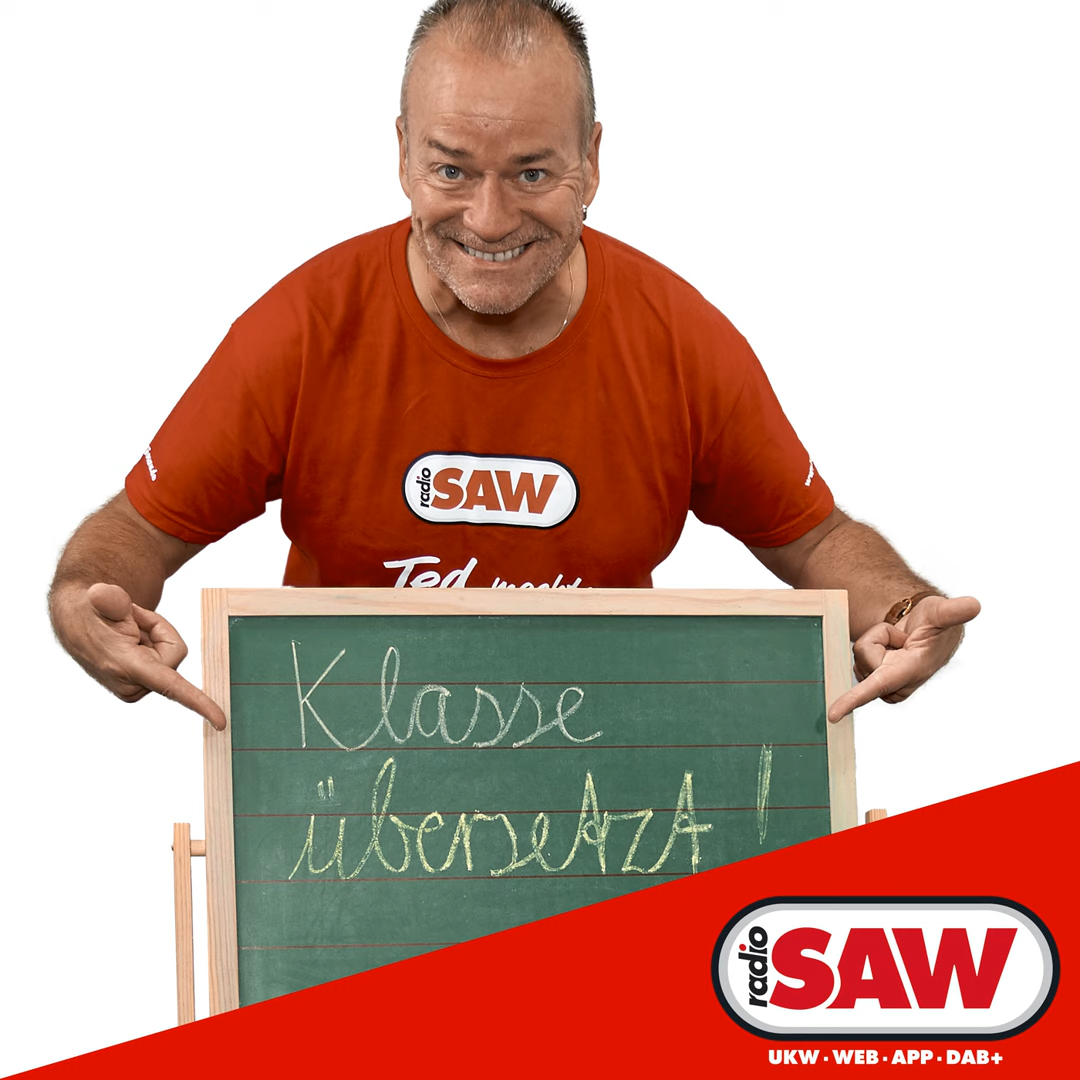 radio SAW
Ted
Klasse
übersetzt!
radio SAW
UKW · WEB · APP · DAB+